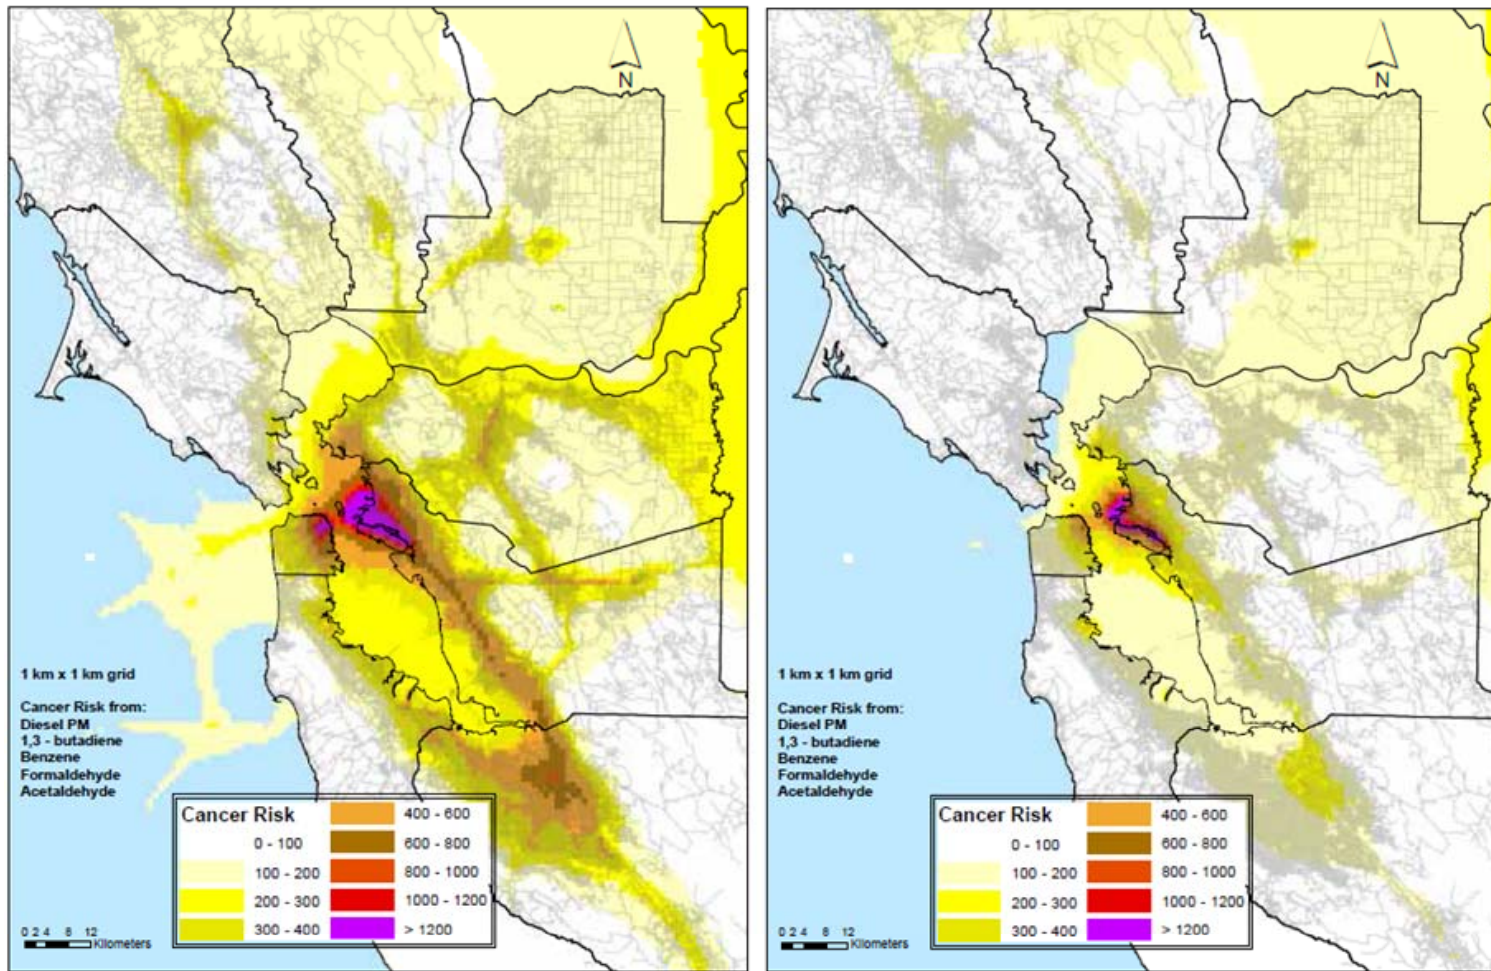 N
1 km x 1 km grid
Cancer Risk from:
Diesel PM
1,3 - butadiene
Benzene
Formaldehyde
Acetaldehyde
Cancer Risk
0 - 100
100 - 200
200 - 300
300 - 400
400 - 600
600 - 800
800 - 1000
1000 - 1200
> 1200
0 2 4 8 12
Kilometers
N
1 km x 1 km grid
Cancer Risk from:
Diesel PM
1,3 - butadiene
Benzene
Formaldehyde
Acetaldehyde
Cancer Risk
0 - 100
100 - 200
200 - 300
300 - 400
400 - 600
600 - 800
800 - 1000
1000 - 1200
> 1200
0 2 4 8 12
Kilometers